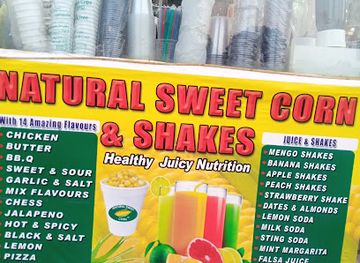 NATURAL SWEET CORN
& SHAKES
Healthy Juicy Nutrition
With 14 Amazing Flavours
CHICKEN
BUTTER
BB.Q
SWEET & SOUR
GARLIC & SALT
MIX FLAVOURS
CHESS
JALAPENO
HOT & SPICY
BLACK & SALT
LEMON
PIZZA
JUICE & SHAKES
MENGO SHAKES
BANANA SHAKES
APPLE SHAKES
PEACH SHAKES
STRAWBERRY SHAKE
DATES & ALMONDS
LEMON SODA
MILK SODA
STING SODA
MINT MARGARITA
FALSA JUICE